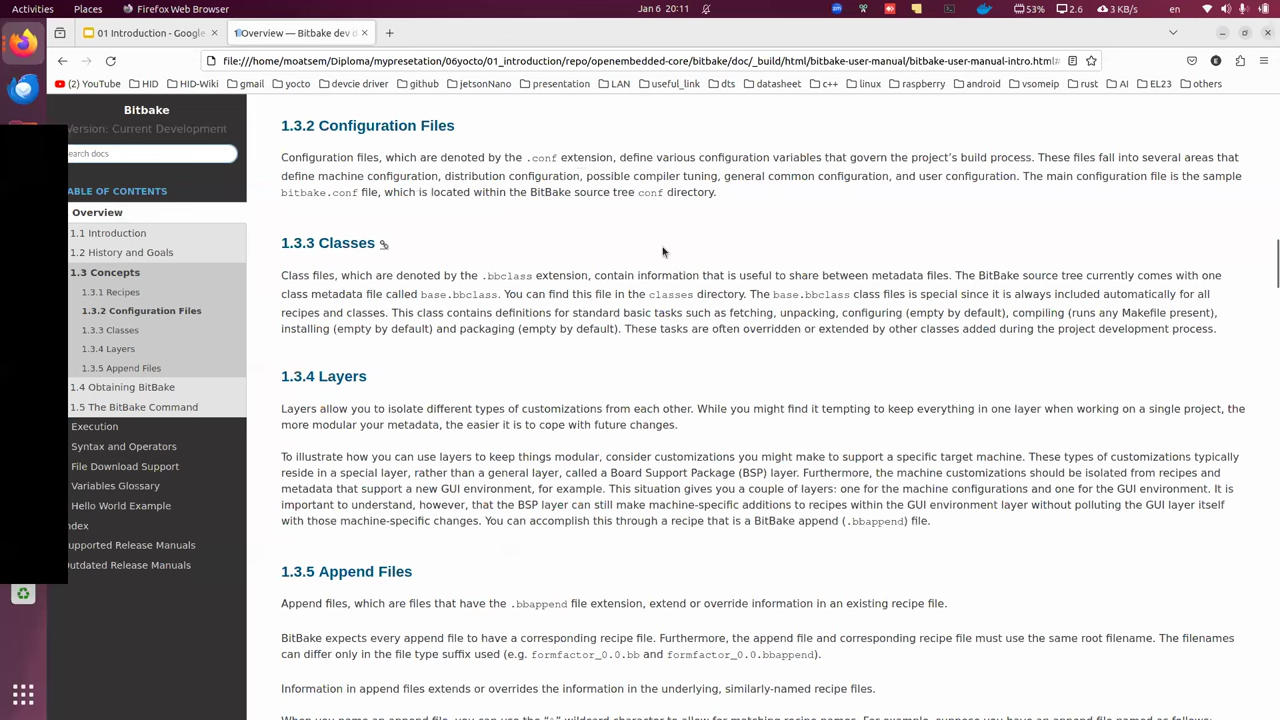 Activities Places Firefox Web Browser Jan 6 20:11 53% 2.6 3 KB/s en
01 Introduction - Google Overview — Bitbake dev d
file:///home/moatsem/Diploma/mypresetation/06yocto/01_introduction/repo/openembedded-core/bitbake/doc/_build/html/bitbake-user-manual/bitbake-user-manual-intro.html#
(2) YouTube HID HID-Wiki gmail yocto devcie driver github jetsonNano presentation LAN useful_link dts datasheet c++ linux raspberry android vsomeip rust AI EL23 others
Bitbake
Version: Current Development
earch docs
ABLE OF CONTENTS
Overview
1.1 Introduction
1.2 History and Goals
1.3 Concepts
1.3.1 Recipes
1.3.2 Configuration Files
1.3.3 Classes
1.3.4 Layers
1.3.5 Append Files
1.4 Obtaining BitBake
1.5 The BitBake Command
Execution
Syntax and Operators
File Download Support
Variables Glossary
Hello World Example
ndex
upported Release Manuals
utdated Release Manuals
1.3.2 Configuration Files
Configuration files, which are denoted by the .conf extension, define various configuration variables that govern the project’s build process. These files fall into several areas that
define machine configuration, distribution configuration, possible compiler tuning, general common configuration, and user configuration. The main configuration file is the sample
bitbake.conf file, which is located within the BitBake source tree conf directory.
1.3.3 Classes
Class files, which are denoted by the .bbclass extension, contain information that is useful to share between metadata files. The BitBake source tree currently comes with one
class metadata file called base.bbclass. You can find this file in the classes directory. The base.bbclass class files is special since it is always included automatically for all
recipes and classes. This class contains definitions for standard basic tasks such as fetching, unpacking, configuring (empty by default), compiling (runs any Makefile present),
installing (empty by default) and packaging (empty by default). These tasks are often overridden or extended by other classes added during the project development process.
1.3.4 Layers
Layers allow you to isolate different types of customizations from each other. While you might find it tempting to keep everything in one layer when working on a single project, the
more modular your metadata, the easier it is to cope with future changes.
To illustrate how you can use layers to keep things modular, consider customizations you might make to support a specific target machine. These types of customizations typically
reside in a special layer, rather than a general layer, called a Board Support Package (BSP) layer. Furthermore, the machine customizations should be isolated from recipes and
metadata that support a new GUI environment, for example. This situation gives you a couple of layers: one for the machine configurations and one for the GUI environment. It is
important to understand, however, that the BSP layer can still make machine-specific additions to recipes within the GUI environment layer without polluting the GUI layer itself
with those machine-specific changes. You can accomplish this through a recipe that is a BitBake append (.bbappend) file.
1.3.5 Append Files
Append files, which are files that have the .bbappend file extension, extend or override information in an existing recipe file.
BitBake expects every append file to have a corresponding recipe file. Furthermore, the append file and corresponding recipe file must use the same root filename. The filenames
can differ only in the file type suffix used (e.g. formfactor_0.0.bb and formfactor_0.0.bbappend).
Information in append files extends or overrides the information in the underlying, similarly-named recipe files.
When you name an append file, you can use the “%” wildcard character to allow for matching recipe names. For example, suppose you have an append file named as follows: